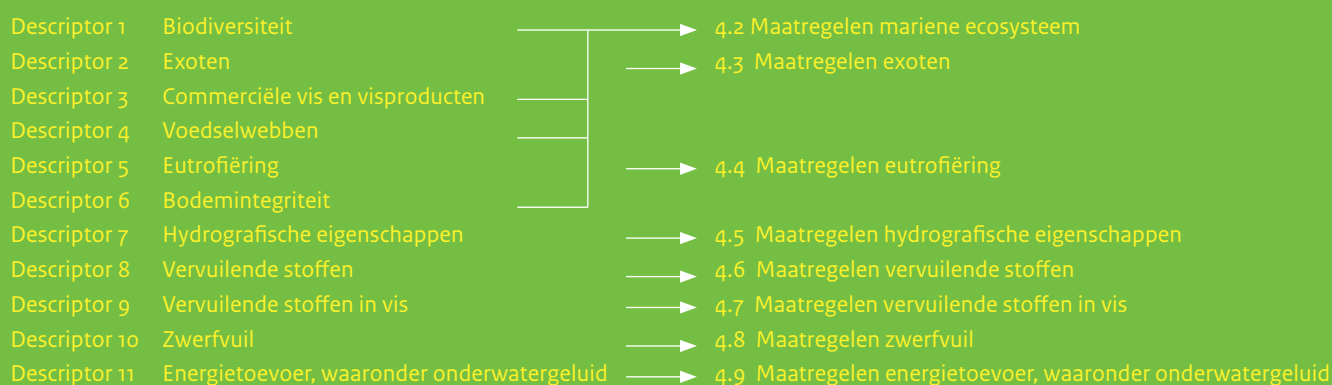 Descriptor 1 Biodiversiteit 4.2 Maatregelen mariene ecosysteem
Descriptor 2 Exoten 4.3 Maatregelen exoten
Descriptor 3 Commerciële vis en visproducten
Descriptor 4 Voedselwebben
Descriptor 5 Eutrofiëring 4.4 Maatregelen eutrofiëring
Descriptor 6 Bodemintegriteit
Descriptor 7 Hydrografische eigenschappen 4.5 Maatregelen hydrografische eigenschappen
Descriptor 8 Vervuilende stoffen 4.6 Maatregelen vervuilende stoffen
Descriptor 9 Vervuilende stoffen in vis 4.7 Maatregelen vervuilende stoffen in vis
Descriptor 10 Zwerfvuil 4.8 Maatregelen zwerfvuil
Descriptor 11 Energietoevoer, waaronder onderwatergeluid 4.9 Maatregelen energietoevoer, waaronder onderwatergeluid